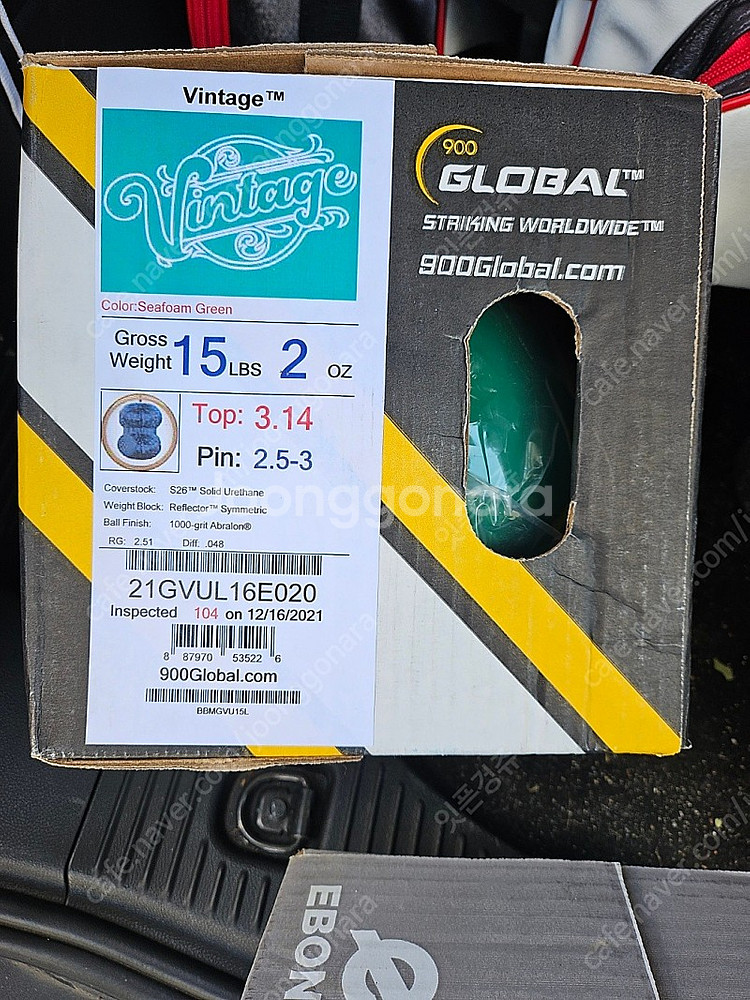 Vintage™
Vintage
Color:Seafoam Green
Gross Weight 15 LBS 2 OZ
Top: 3.14
Pin: 2.5-3
Coverstock: S26™ Solid Urethane
Weight Block: Reflector™ Symmetric
Ball Finish: 1000-grit Abralon®
RG: 2.51 Diff. .048
21GVUL16E020
Inspected 104 on 12/16/2021
8 87970 53522 6
900Global.com
BBMGVU15L
900
GLOBAL™
STRIKING WORLDWIDE™
900Global.com
joonggonara
EBON
e